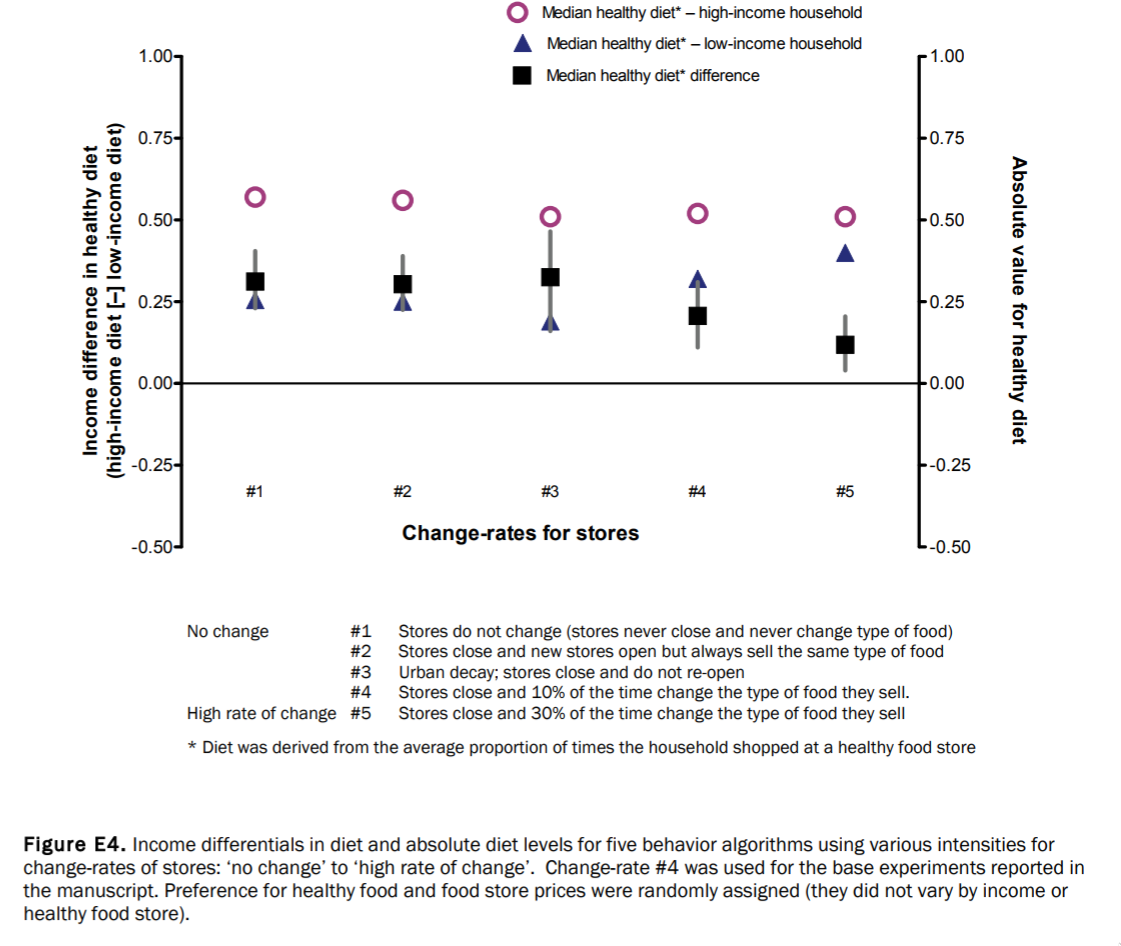 Median healthy diet* – high-income household
Median healthy diet* – low-income household
Median healthy diet* difference
Income difference in healthy diet
(high-income diet [–] low-income diet)
1.00
0.75
0.50
0.25
0.00
-0.25
-0.50
1.00
0.75
0.50
0.25
0.00
-0.25
-0.50
Absolute value for healthy diet
#1 #2 #3 #4 #5
Change-rates for stores
No change #1 Stores do not change (stores never close and never change type of food)
#2 Stores close and new stores open but always sell the same type of food
#3 Urban decay; stores close and do not re-open
#4 Stores close and 10% of the time change the type of food they sell.
High rate of change #5 Stores close and 30% of the time change the type of food they sell
* Diet was derived from the average proportion of times the household shopped at a healthy food store
Figure E4. Income differentials in diet and absolute diet levels for five behavior algorithms using various intensities for
change-rates of stores: ‘no change’ to ‘high rate of change’. Change-rate #4 was used for the base experiments reported in
the manuscript. Preference for healthy food and food store prices were randomly assigned (they did not vary by income or
healthy food store).